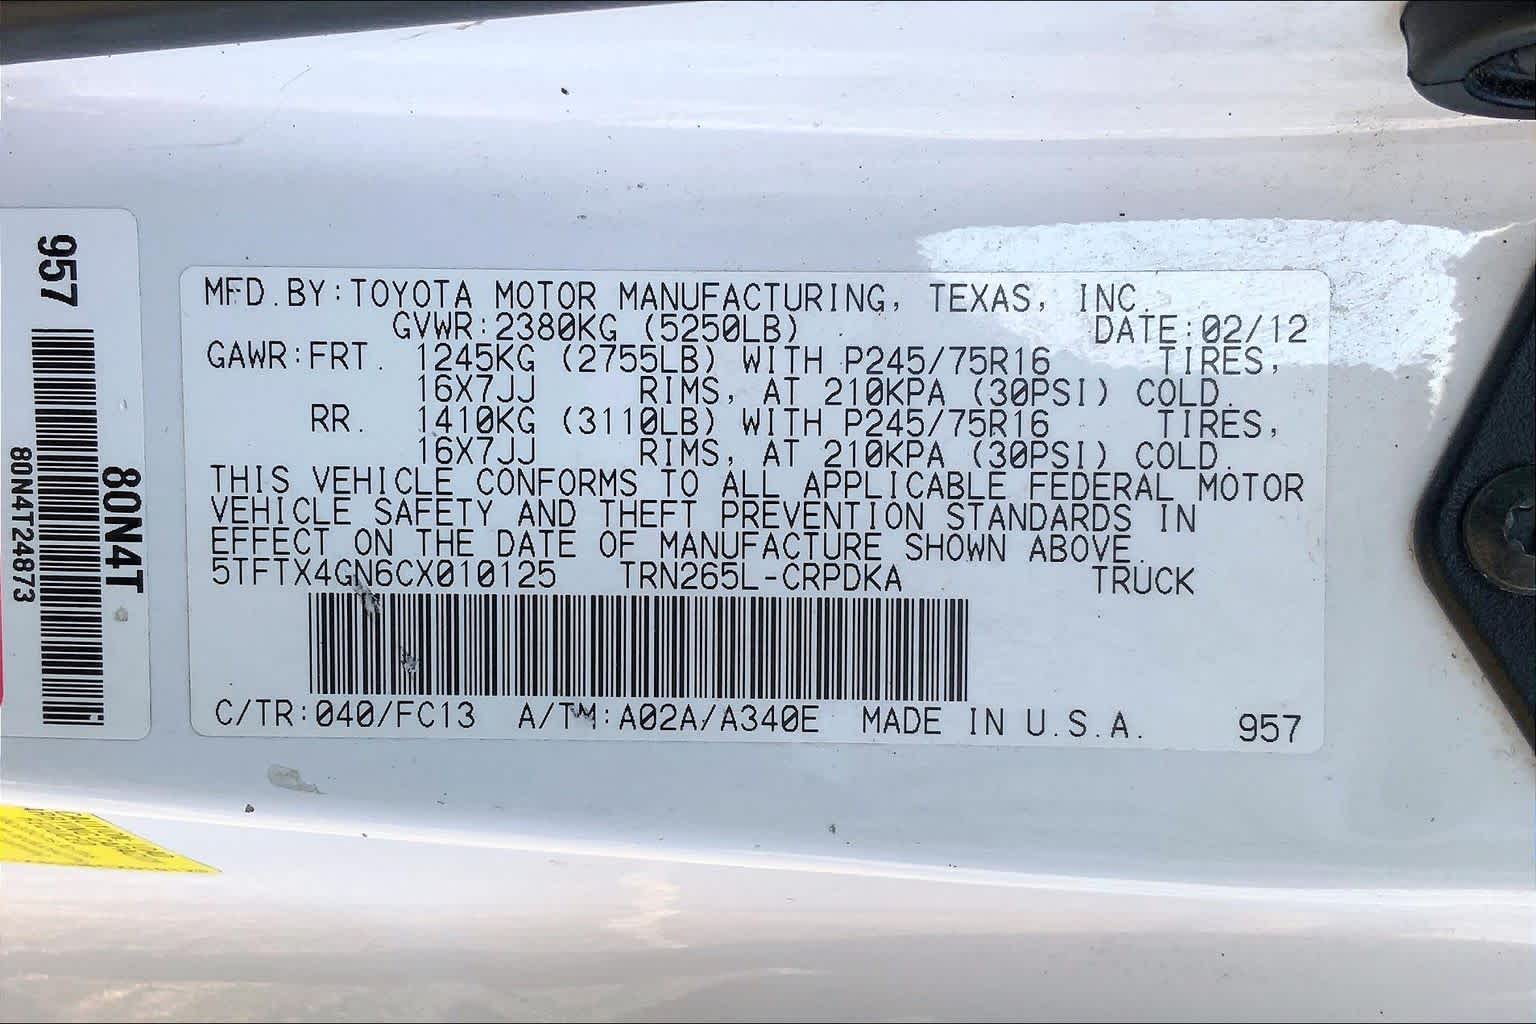 MFD.BY:TOYOTA MOTOR MANUFACTURING, TEXAS, INC.
GVWR:2380KG (5250LB) DATE:02/12
GAWR:FRT. 1245KG (2755LB) WITH P245/75R16 TIRES,
16X7JJ RIMS, AT 210KPA (30PSI) COLD.
RR. 1410KG (3110LB) WITH P245/75R16 TIRES,
16X7JJ RIMS, AT 210KPA (30PSI) COLD.
THIS VEHICLE CONFORMS TO ALL APPLICABLE FEDERAL MOTOR
VEHICLE SAFETY AND THEFT PREVENTION STANDARDS IN
EFFECT ON THE DATE OF MANUFACTURE SHOWN ABOVE.
5TFTX4GN6CX010125 TRN265L-CRPDKA TRUCK
C/TR:040/FC13 A/TM:A02A/A340E MADE IN U.S.A. 957
957
80N4T
80N4T24873